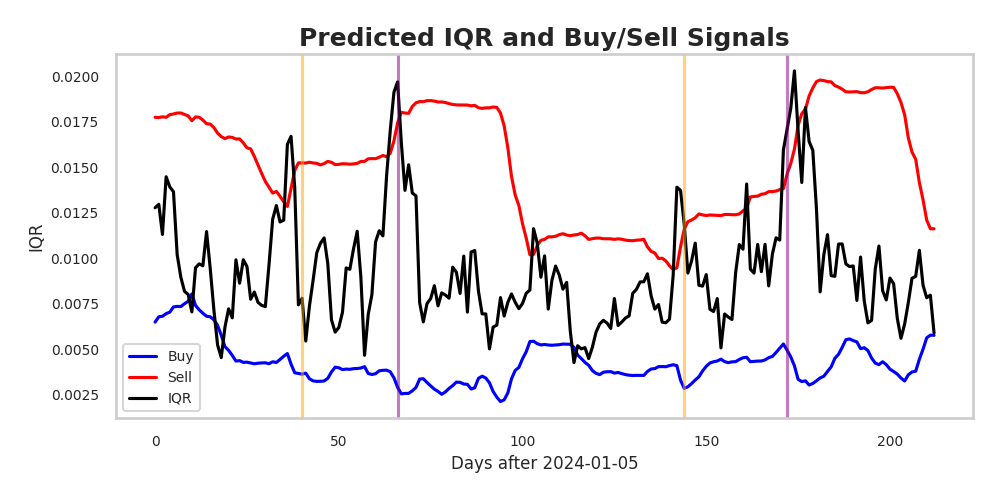 Predicted IQR and Buy/Sell Signals
0.0200
0.0175
0.0150
0.0125
0.0100
0.0075
0.0050
0.0025
IQR
Buy
Sell
IQR
0 50 100 150 200
Days after 2024-01-05